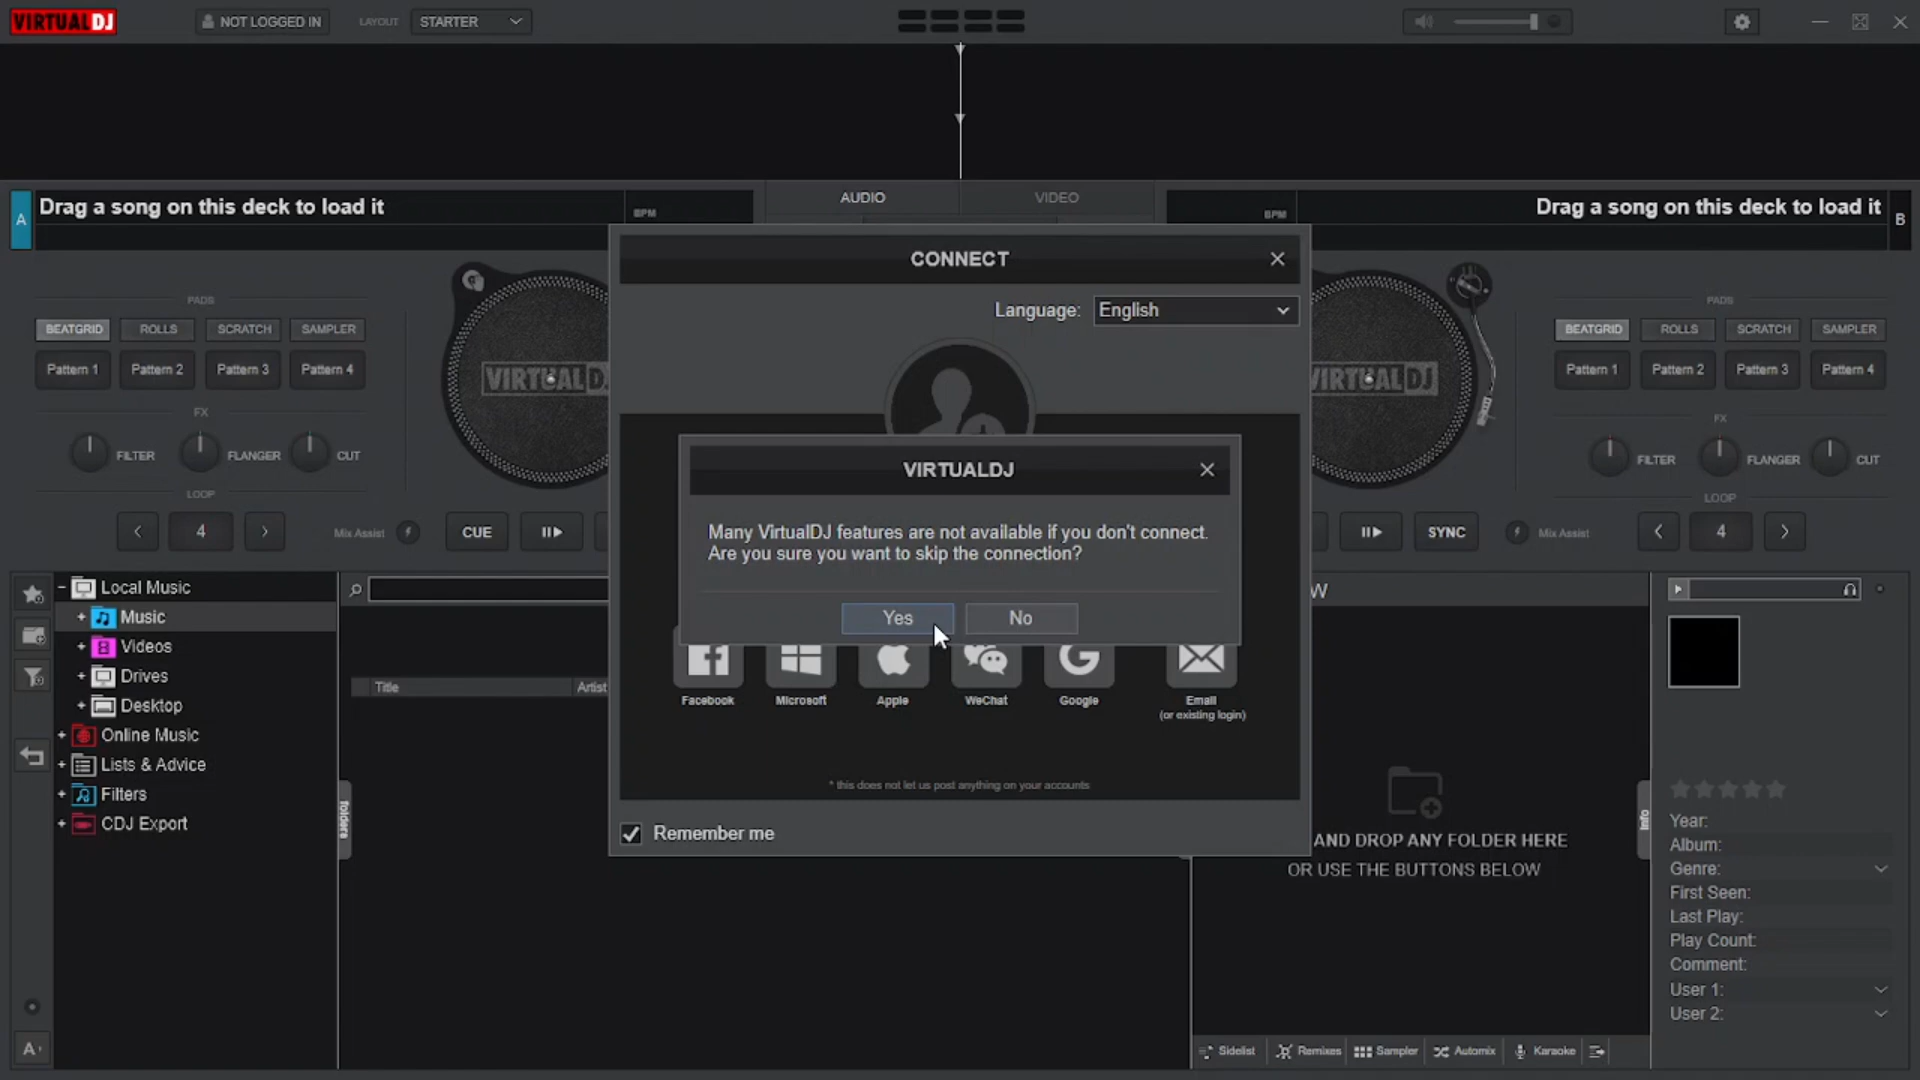 VIRTUALDJ
NOT LOGGED IN
LAYOUT
STARTER
A
Drag a song on this deck to load it
BPM
AUDIO
VIDEO
BPM
Drag a song on this deck to load it
B
CONNECT
Language:
English
PADS
BEATGRID
ROLLS
SCRATCH
SAMPLER
Pattern 1
Pattern 2
Pattern 3
Pattern 4
FX
FILTER
FLANGER
CUT
LOOP
4
Mix Assist
CUE
VIRTUALDJ
VIRTUALDJ
PADS
BEATGRID
ROLLS
SCRATCH
SAMPLER
Pattern 1
Pattern 2
Pattern 3
Pattern 4
FX
FILTER
FLANGER
CUT
LOOP
SYNC
Mix Assist
4
VIRTUALDJ
Many VirtualDJ features are not available if you don't connect.
Are you sure you want to skip the connection?
Yes
No
Facebook
Microsoft
Apple
WeChat
Google
Email
(or existing login)
* this does not let us post anything on your accounts
Remember me
Local Music
Music
Videos
Drives
Desktop
Online Music
Lists & Advice
Filters
CDJ Export
folders
Title
Artist
W
AND DROP ANY FOLDER HERE
OR USE THE BUTTONS BELOW
Info
Year:
Album:
Genre:
First Seen:
Last Play:
Play Count:
Comment:
User 1:
User 2:
A
Sidelist
Remixes
Sampler
Automix
Karaoke